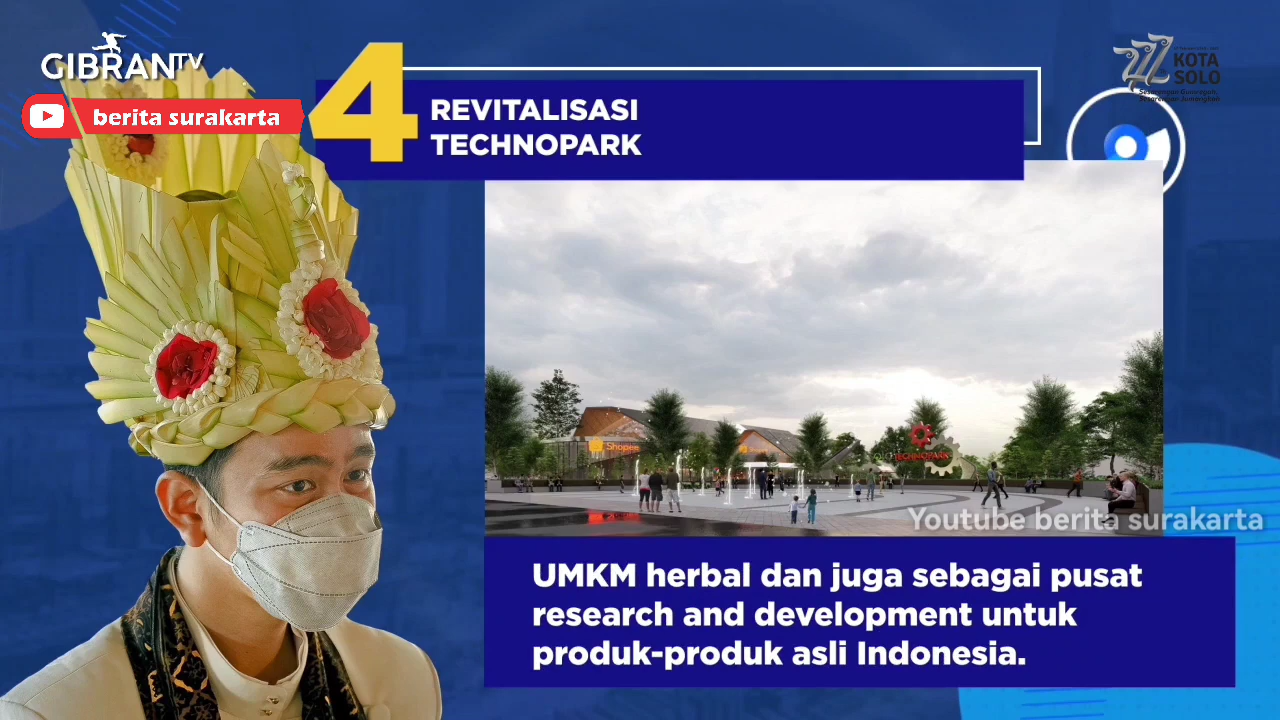 GIBRANTV
berita surakarta
4
REVITALISASI
TECHNOPARK
KOTA
SOLO
Shopee
TECHNOPARK
Youtube berita surakarta
UMKM herbal dan juga sebagai pusat
research and development untuk
produk-produk asli Indonesia.